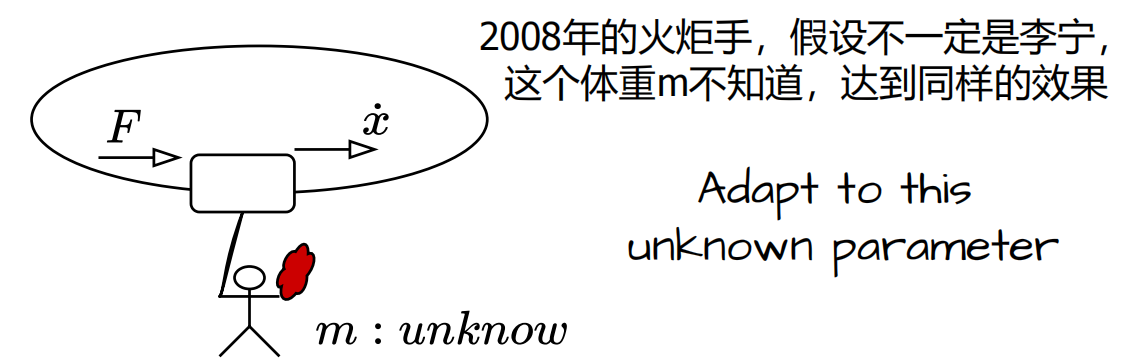 2008年的火炬手，假设不一定是李宁，
这个体重m不知道，达到同样的效果
F
ẋ
Adapt to this
unknown parameter
m : unknow